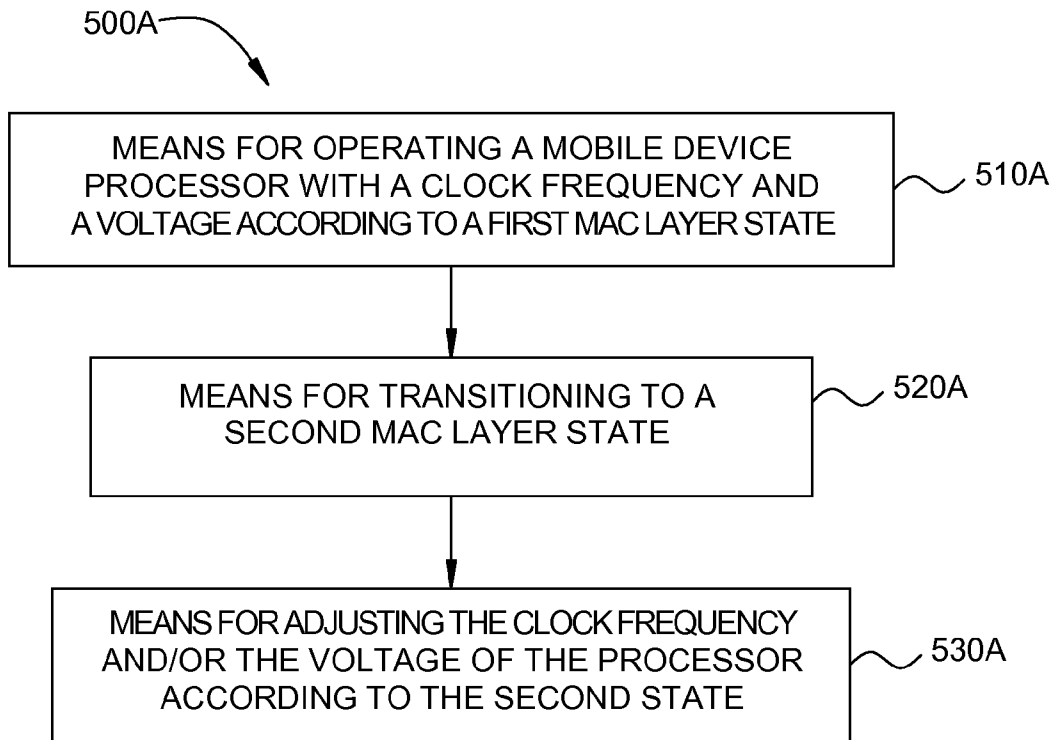 500A
MEANS FOR OPERATING A MOBILE DEVICE
PROCESSOR WITH A CLOCK FREQUENCY AND
A VOLTAGE ACCORDING TO A FIRST MAC LAYER STATE
510A
MEANS FOR TRANSITIONING TO A
SECOND MAC LAYER STATE
520A
MEANS FOR ADJUSTING THE CLOCK FREQUENCY
AND/OR THE VOLTAGE OF THE PROCESSOR
ACCORDING TO THE SECOND STATE
530A